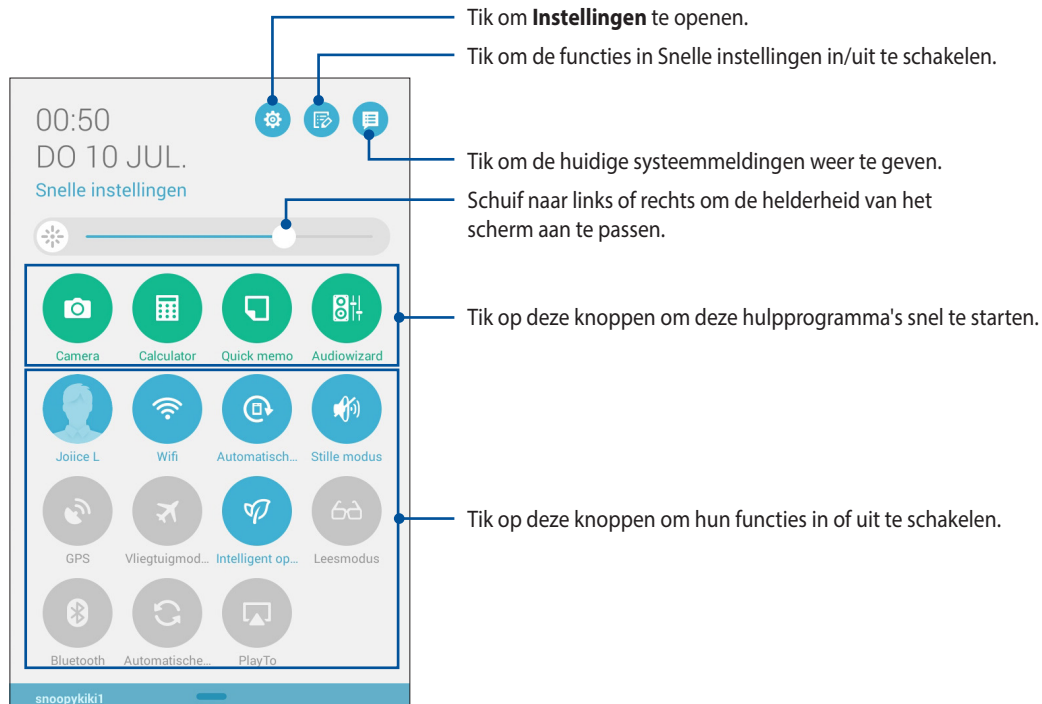 Tik om Instellingen te openen.
Tik om de functies in Snelle instellingen in/uit te schakelen.
00:50
DO 10 JUL.
Snelle instellingen
Tik om de huidige systeemmeldingen weer te geven.
Schuif naar links of rechts om de helderheid van het
scherm aan te passen.
Camera Calculator Quick memo Audiowizard
Tik op deze knoppen om deze hulpprogramma's snel te starten.
Joiice L Wifi Automatisch... Stille modus
GPS Vliegtuigmod... Intelligent op... Leesmodus
Tik op deze knoppen om hun functies in of uit te schakelen.
Bluetooth Automatische... PlayTo
snoopykiki1